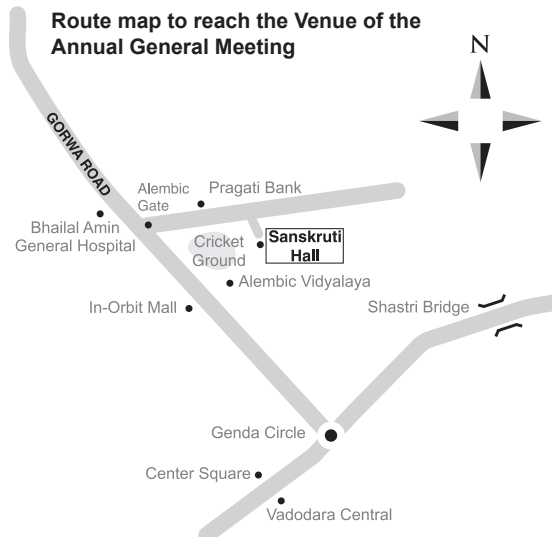 Route map to reach the Venue of the
Annual General Meeting
N
GORWA ROAD
Alembic
Gate
Pragati Bank
Bhailal Amin
General Hospital
Cricket
Ground
Sanskruti
Hall
Alembic Vidyalaya
In-Orbit Mall
Shastri Bridge
Genda Circle
Center Square
Vadodara Central